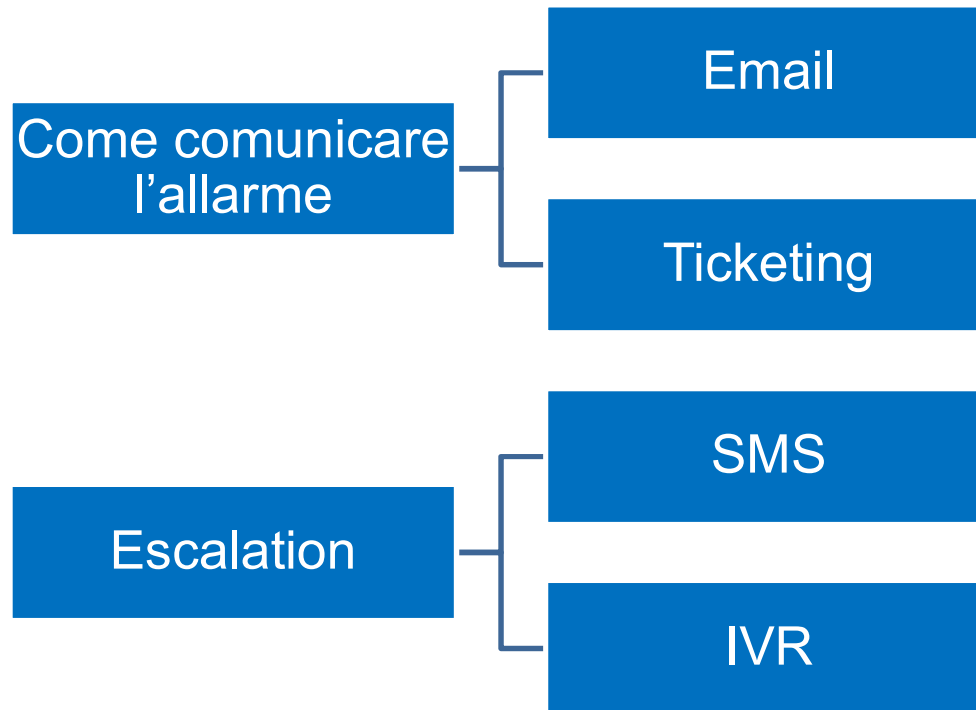 Come comunicare
l’allarme
Email
Ticketing
Escalation
SMS
IVR